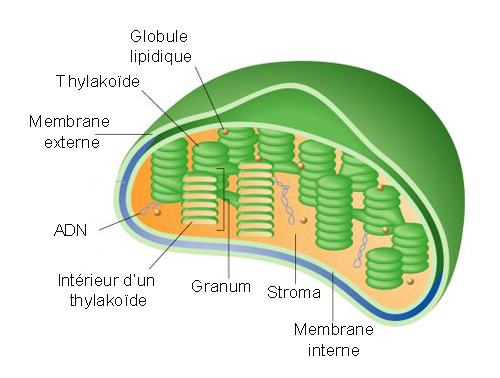 Globule
lipidique
Thylakoïde
Membrane
externe
ADN
Intérieur d'un
thylakoïde
Granum
Stroma
Membrane
interne